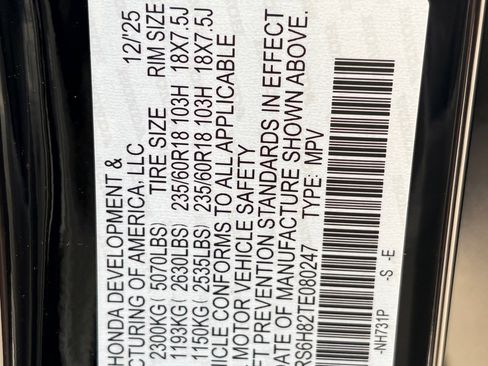 HONDA DEVELOPMENT &
CTURING OF AMERICA, LLC 12/'25
2300KG ( 5070LBS) TIRE SIZE RIM SIZE
1193KG ( 2630LBS) 235/60R18 103H 18X7.5J
1150KG ( 2535LBS) 235/60R18 103H 18X7.5J
HICLE CONFORMS TO ALL APPLICABLE
MOTOR VEHICLE SAFETY
FT PREVENTION STANDARDS IN EFFECT
DATE OF MANUFACTURE SHOWN ABOVE.
RS6H82TE080247 TYPE: MPV
-NH731P -S -E